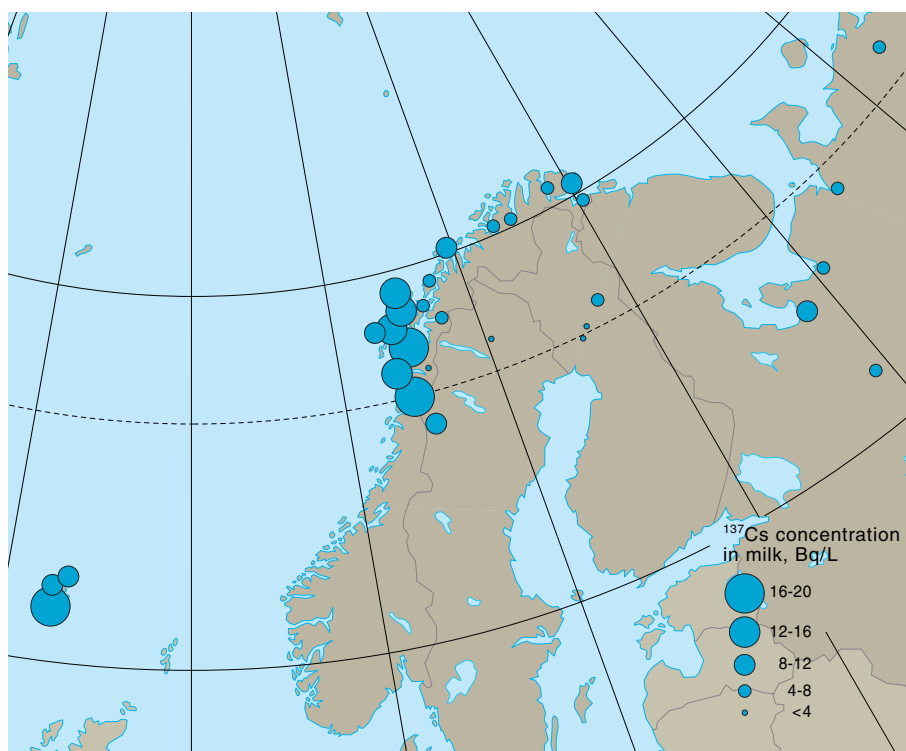 ¹³⁷Cs concentration
in milk, Bq/L
16-20
12-16
8-12
4-8
<4